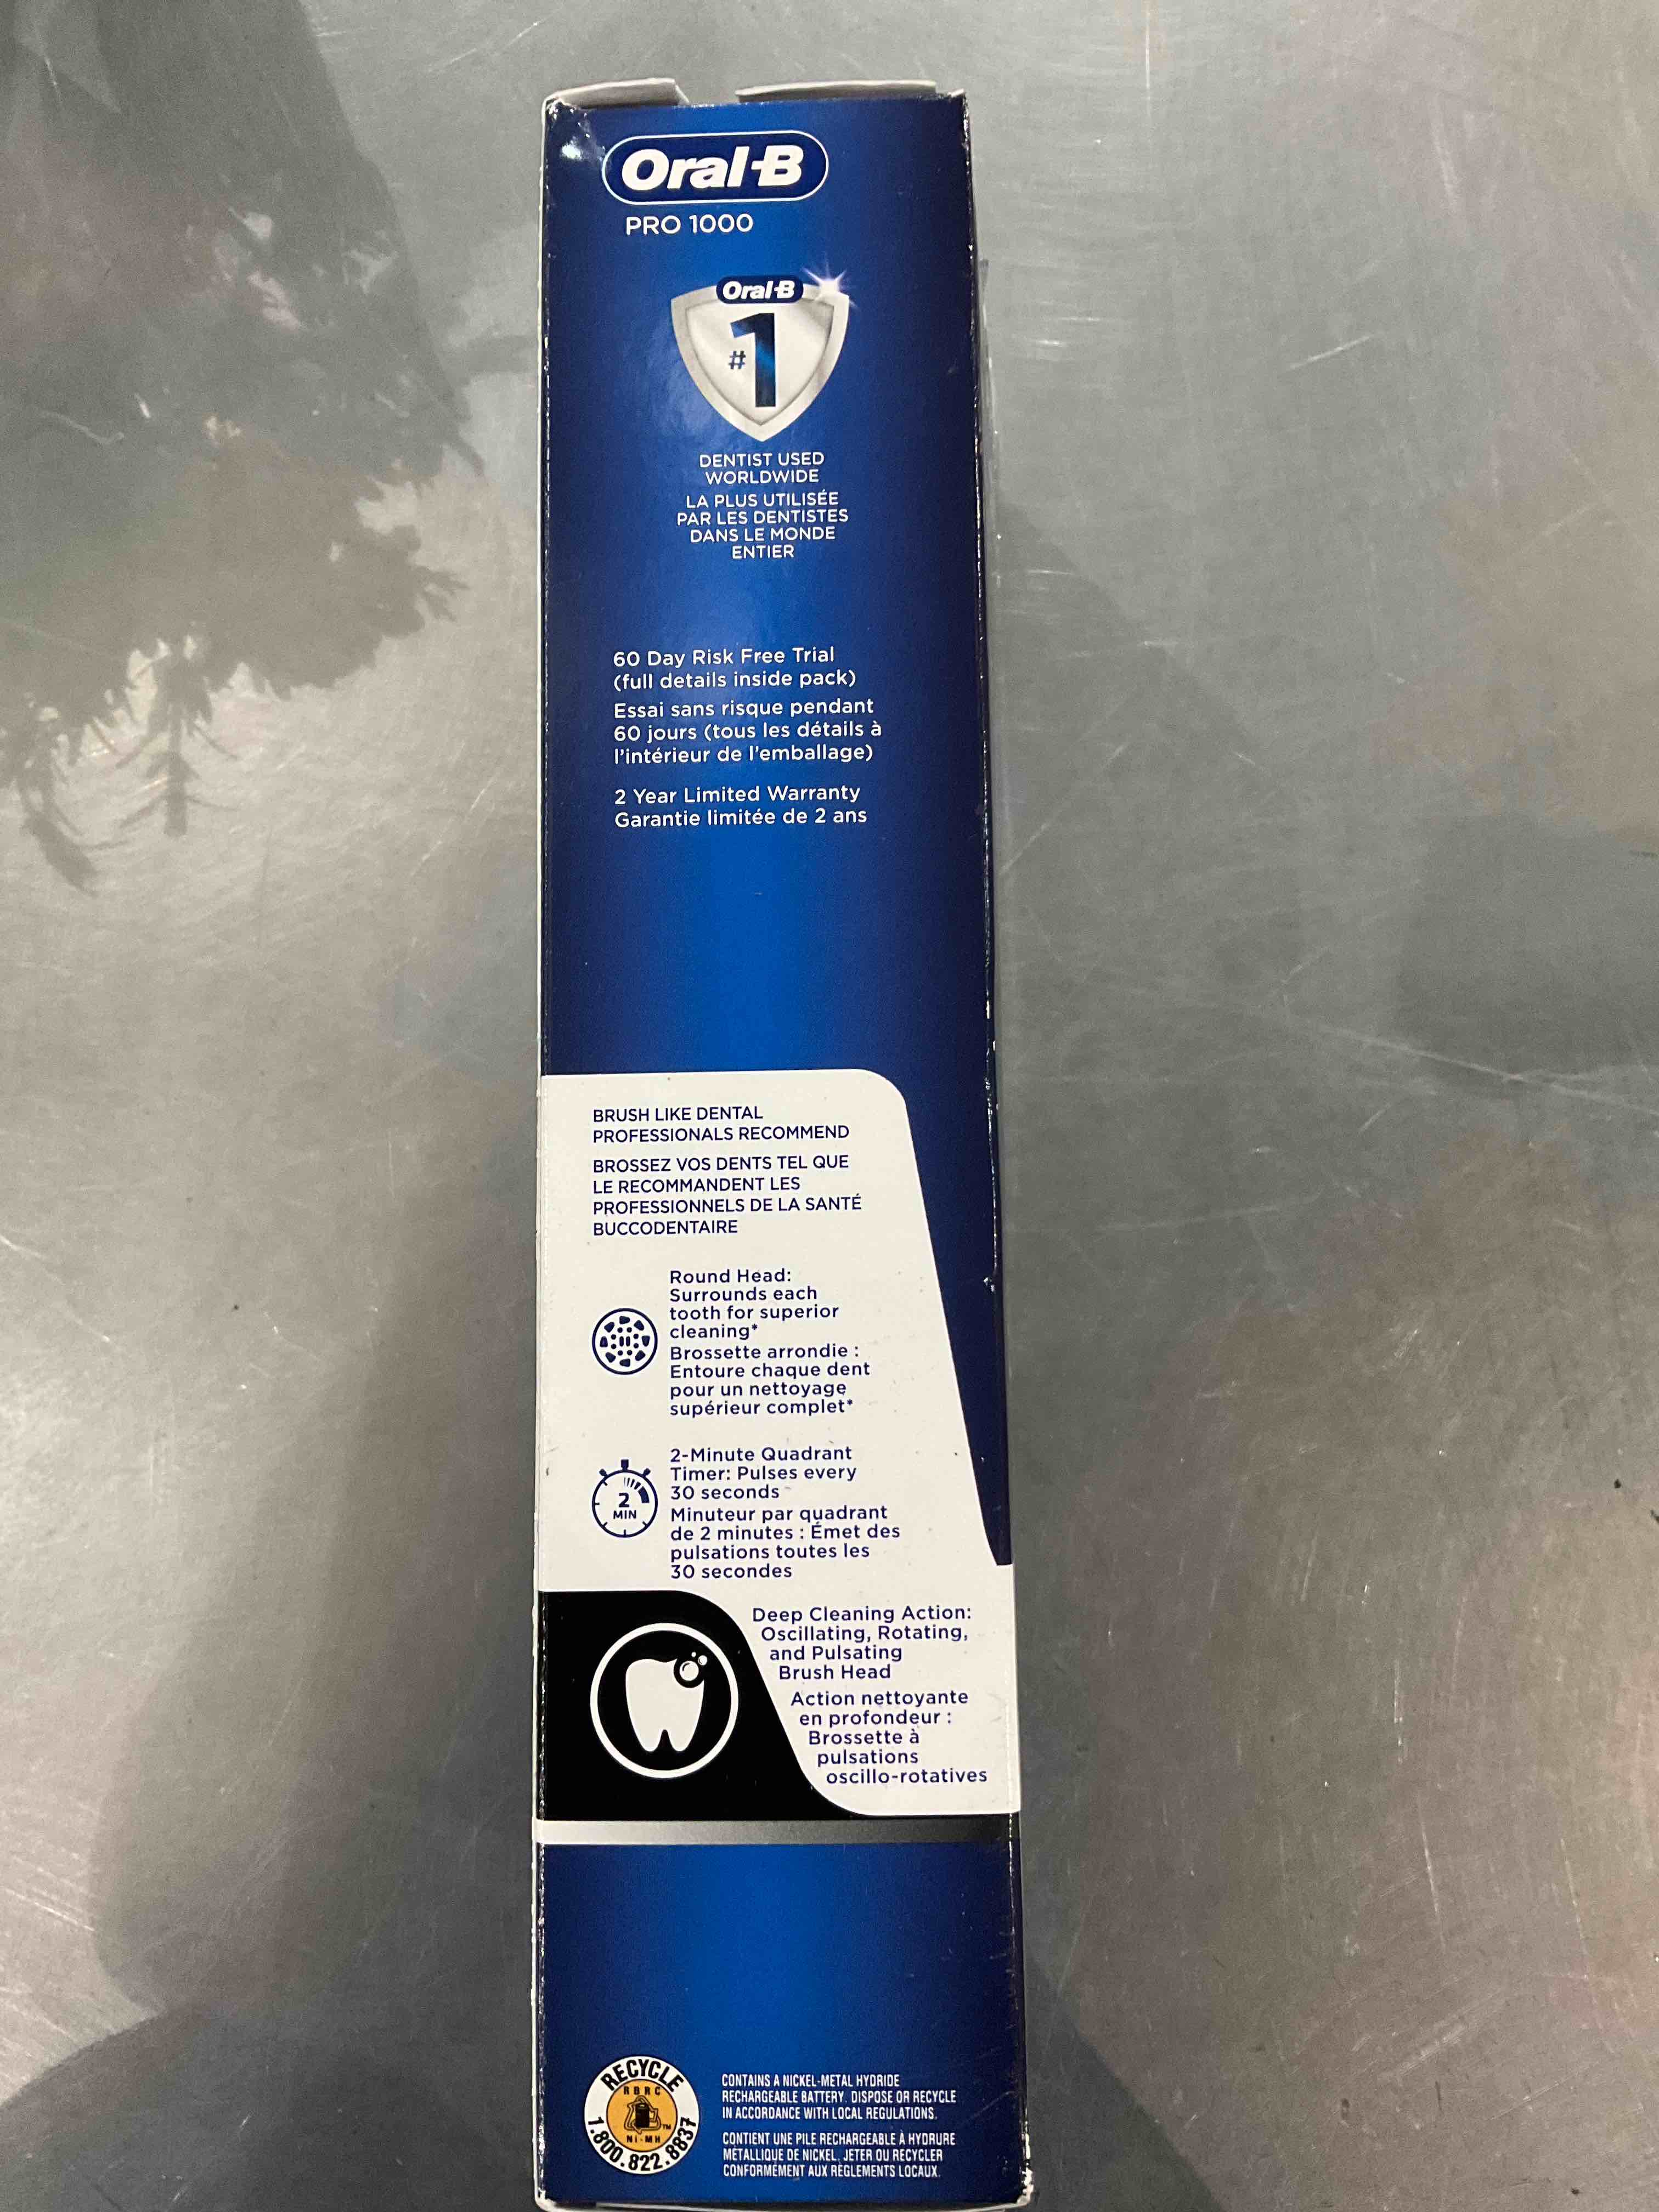 Oral-B
PRO 1000
Oral-B
#1
DENTIST USED
WORLDWIDE
LA PLUS UTILISÉE
PAR LES DENTISTES
DANS LE MONDE
ENTIER
60 Day Risk Free Trial
(full details inside pack)
Essai sans risque pendant
60 jours (tous les détails à
l'intérieur de l'emballage)
2 Year Limited Warranty
Garantie limitée de 2 ans
BRUSH LIKE DENTAL
PROFESSIONALS RECOMMEND
BROSSEZ VOS DENTS TEL QUE
LE RECOMMANDENT LES
PROFESSIONNELS DE LA SANTÉ
BUCCODENTAIRE
Round Head:
Surrounds each
tooth for superior
cleaning*
Brossette arrondie :
Entoure chaque dent
pour un nettoyage
supérieur complet*
2
MIN
2-Minute Quadrant
Timer: Pulses every
30 seconds
Minuteur par quadrant
de 2 minutes : Émet des
pulsations toutes les
30 secondes
Deep Cleaning Action:
Oscillating, Rotating,
and Pulsating
Brush Head
Action nettoyante
en profondeur :
Brossette à
pulsations
oscillo-rotatives
RECYCLE
RBRC
TM
Ni-MH
1.800.822.8837
CONTAINS A NICKEL-METAL HYDRIDE
RECHARGEABLE BATTERY. DISPOSE OR RECYCLE
IN ACCORDANCE WITH LOCAL REGULATIONS.
CONTIENT UNE PILE RECHARGEABLE À HYDRURE
MÉTALLIQUE DE NICKEL. JETER OU RECYCLER
CONFORMÉMENT AUX RÈGLEMENTS LOCAUX.